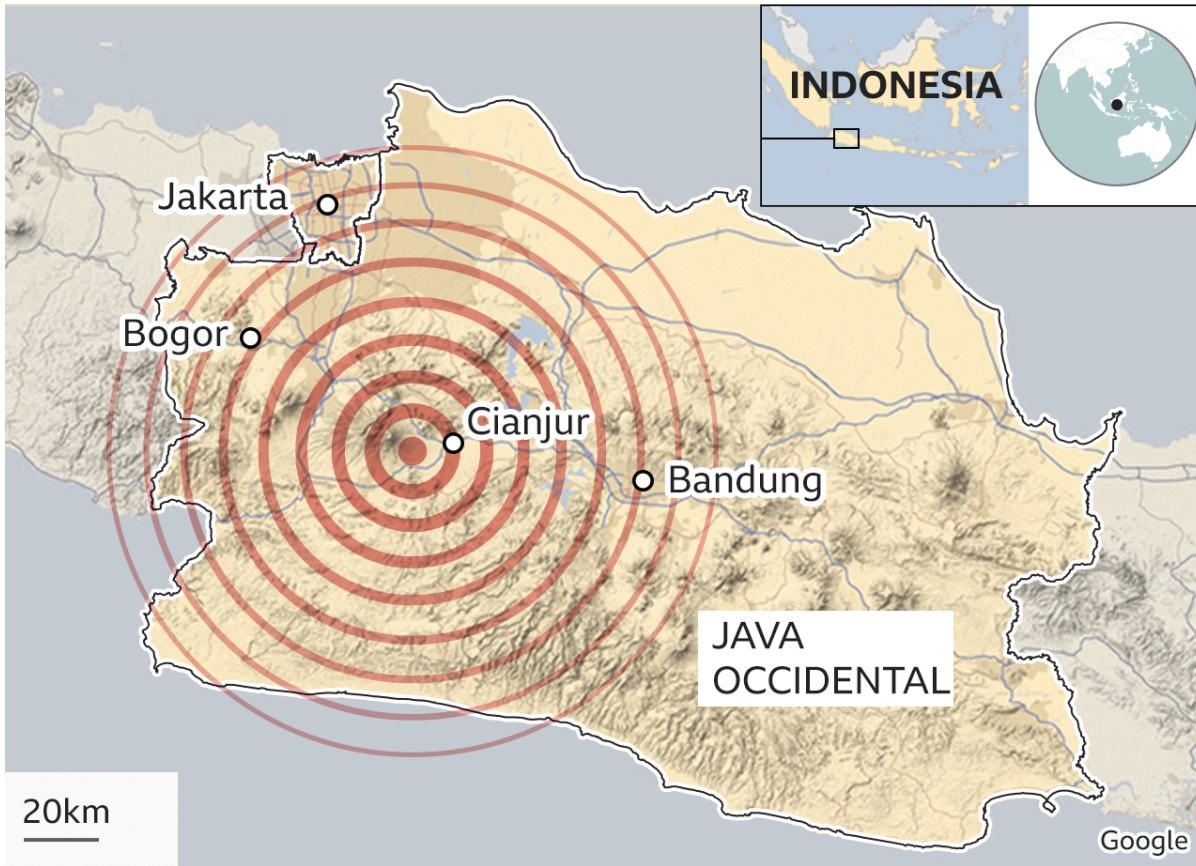 INDONESIA
Jakarta
Bogor
Cianjur
Bandung
JAVA
OCCIDENTAL
20km
Google